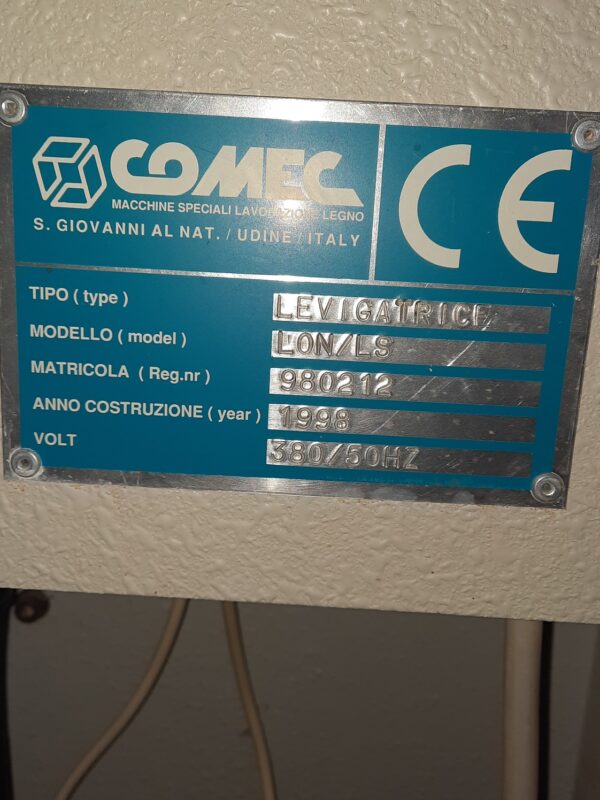 COMEC
MACCHINE SPECIALI LAVORAZIONE LEGNO
S. GIOVANNI AL NAT. / UDINE / ITALY
CE
TIPO ( type ) LEVIGATRICE
MODELLO ( model ) LON/LS
MATRICOLA ( Reg.nr ) 980212
ANNO COSTRUZIONE ( year ) 1998
VOLT 380/50HZ